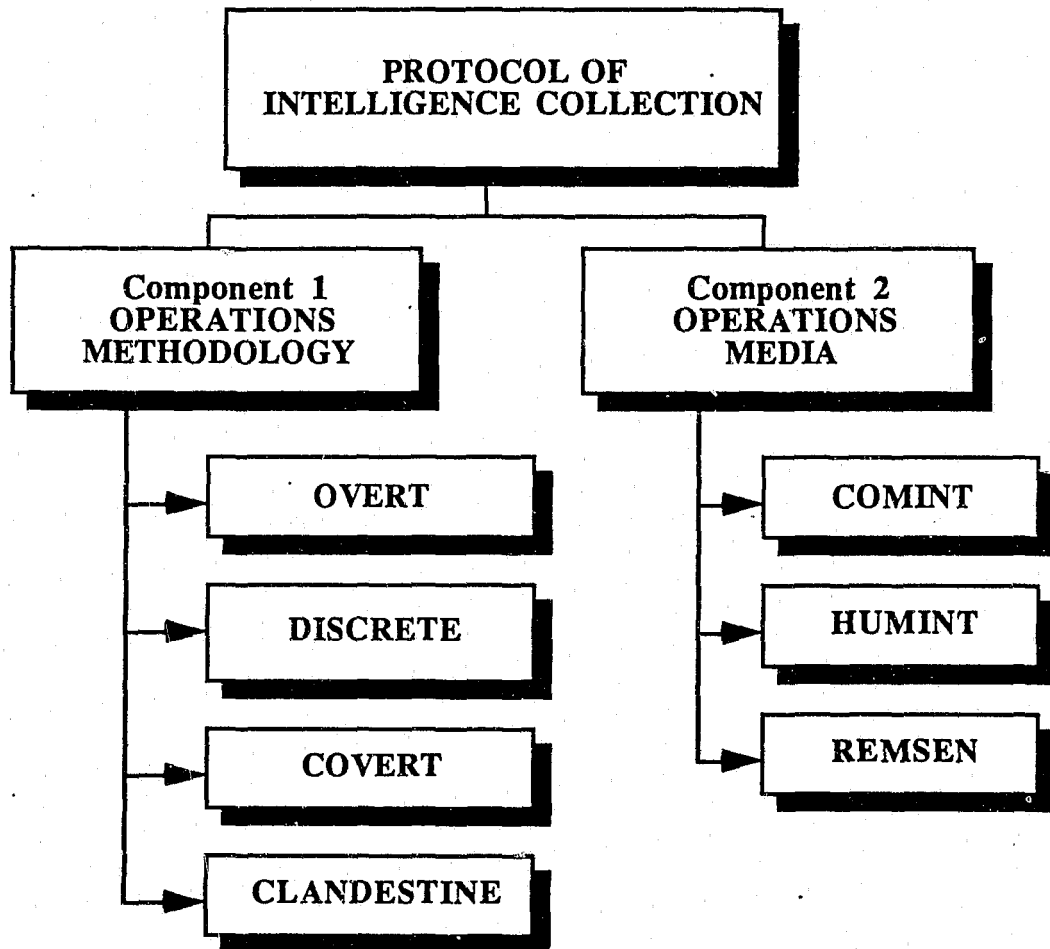 PROTOCOL OF
INTELLIGENCE COLLECTION
Component 1
OPERATIONS
METHODOLOGY
OVERT
DISCRETE
COVERT
CLANDESTINE
Component 2
OPERATIONS
MEDIA
COMINT
HUMINT
REMSEN